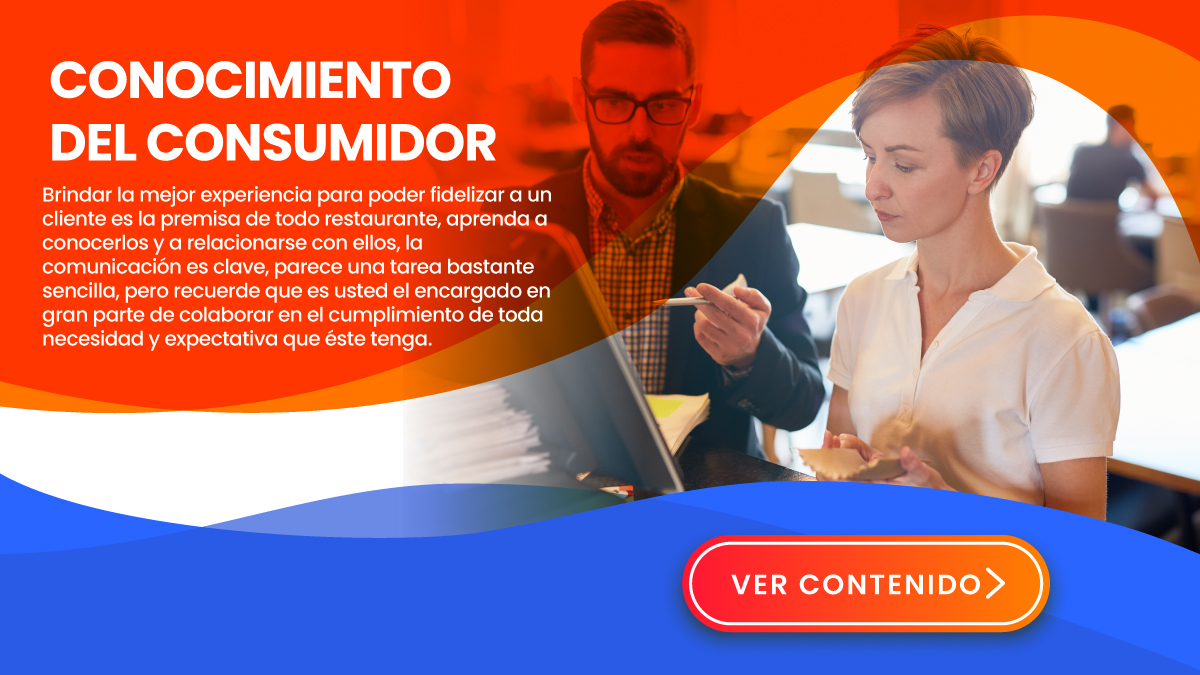 CONOCIMIENTO
DEL CONSUMIDOR
Brindar la mejor experiencia para poder fidelizar a un
cliente es la premisa de todo restaurante, aprenda a
conocerlos y a relacionarse con ellos, la
comunicación es clave, parece una tarea bastante
sencilla, pero recuerde que es usted el encargado en
gran parte de colaborar en el cumplimiento de toda
necesidad y expectativa que éste tenga.
VER CONTENIDO